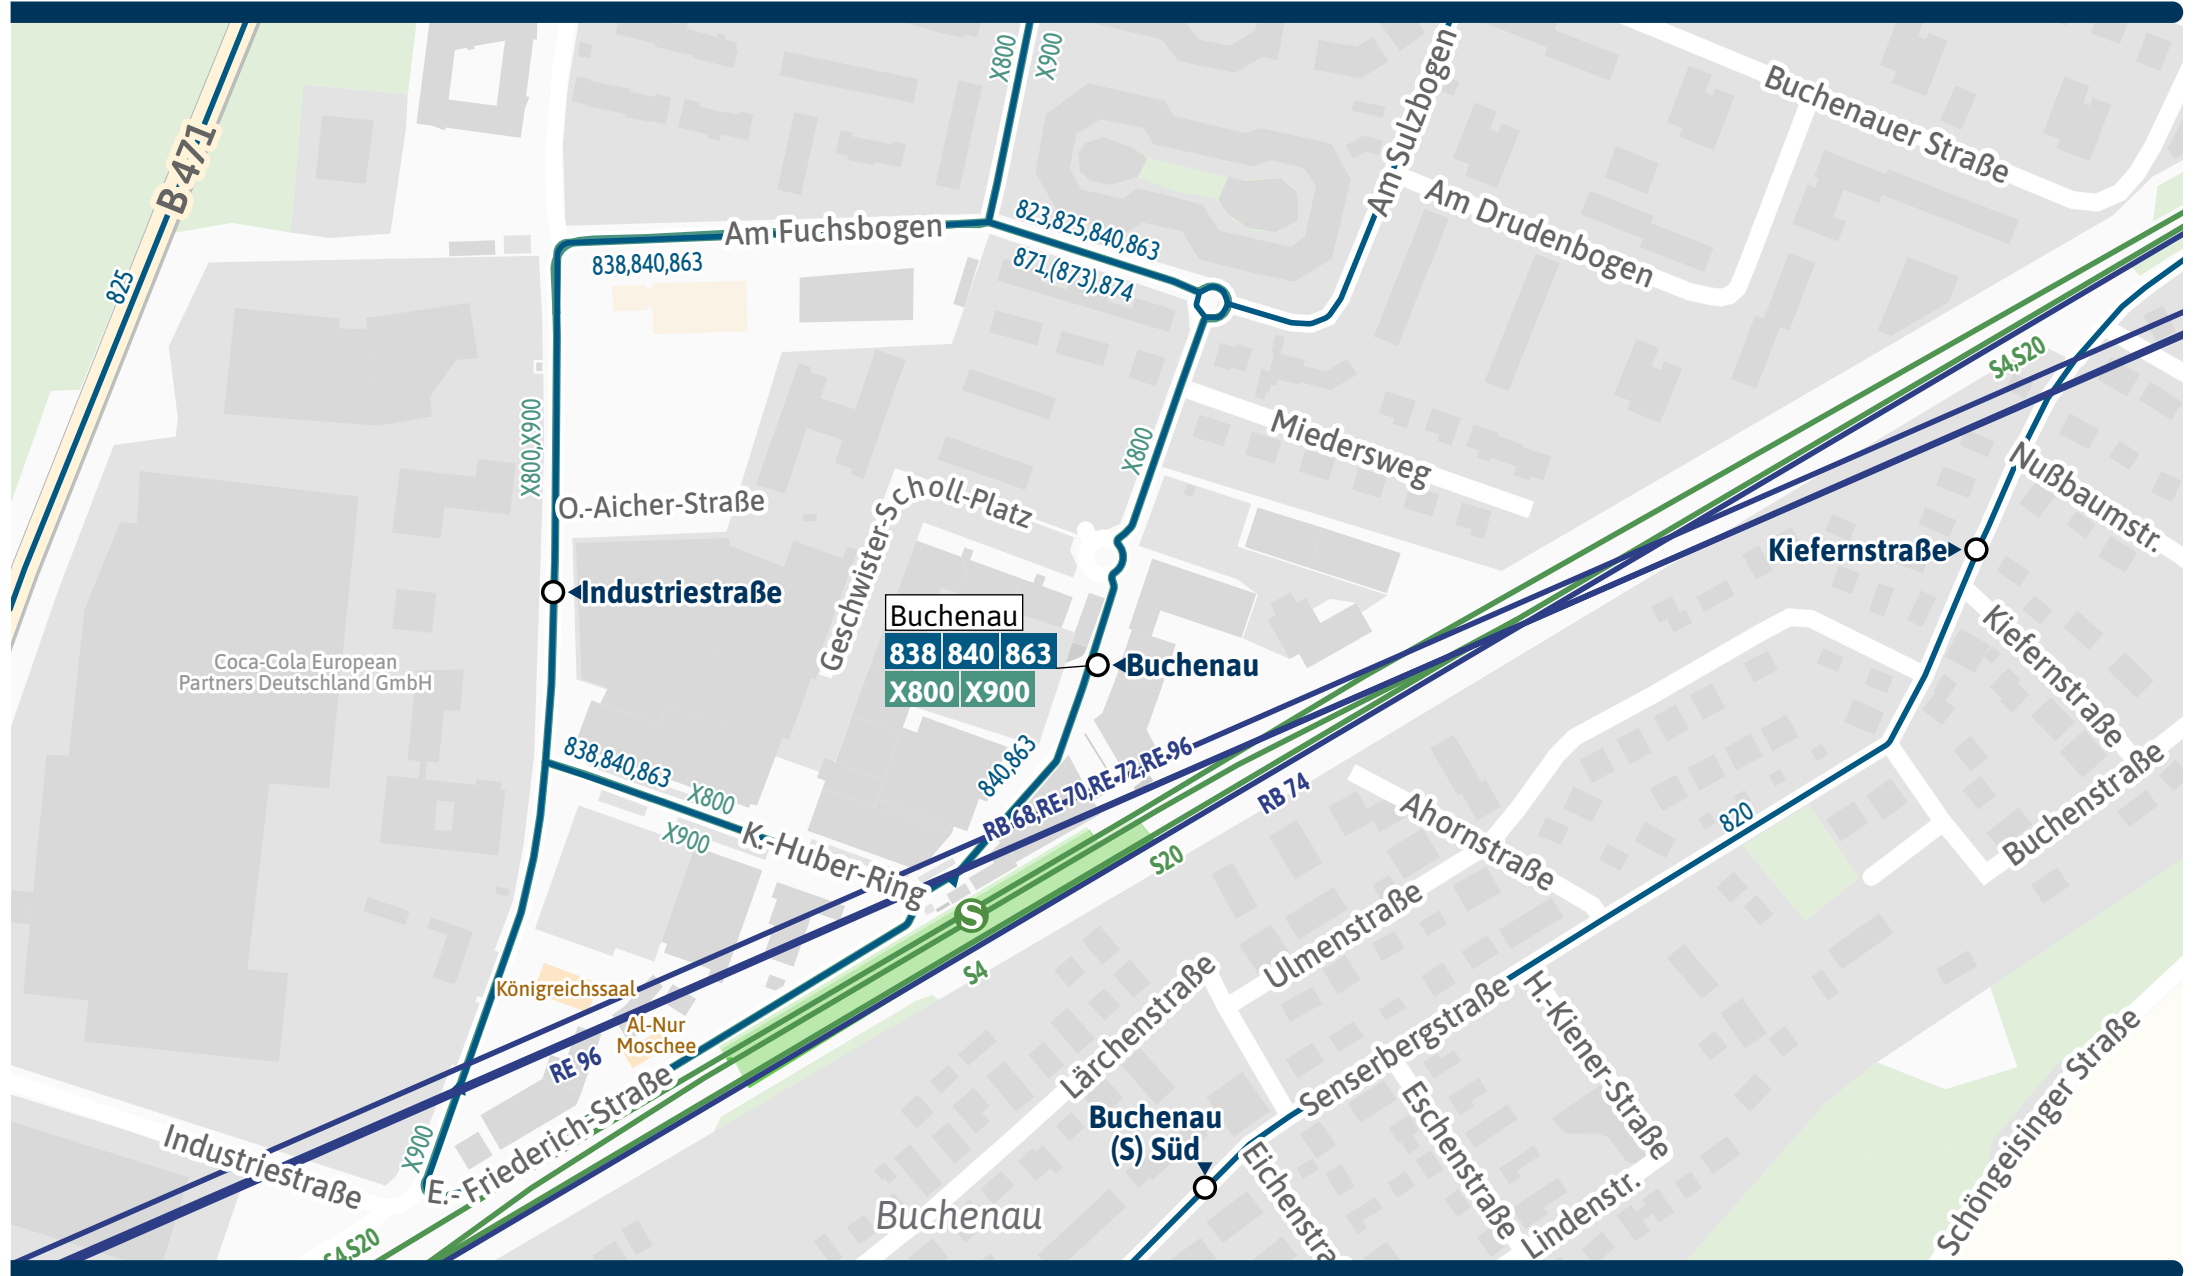 X800
X900
B 471
825
Am Fuchsbogen
838,840,863
823,825,840,863
871,(873),874
Am Sulzbogen
Am Drudenbogen
Buchenauer Straße
S4,S20
X800,X900
O.-Aicher-Straße
Geschwister-Scholl-Platz
X800
Miedersweg
Nußbaumstr.
Kiefernstraße
Kiefernstraße
Industriestraße
Coca-Cola European
Partners Deutschland GmbH
Buchenau
838 840 863
X800 X900
Buchenau
838,840,863
X800
X900
K.-Huber-Ring
840,863
RB 68,RE 70,RE 72,RE 96
RB 74
S20
S
S4
Ahornstraße
820
Buchenstraße
Ulmenstraße
Lärchenstraße
Senserbergstraße
H.-Kiener-Straße
Eschenstraße
Lindenstr.
Schöngeisinger Straße
Königreichssaal
Al-Nur
Moschee
RE 96
E.-Friederich-Straße
X900
Industriestraße
S4,S20
Buchenau
(S) Süd
Eichenstra
Buchenau